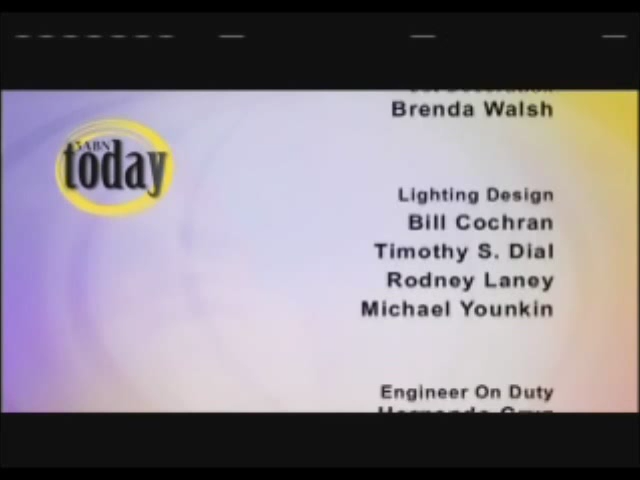 3ABN
today
Brenda Walsh
Lighting Design
Bill Cochran
Timothy S. Dial
Rodney Laney
Michael Younkin
Engineer On Duty